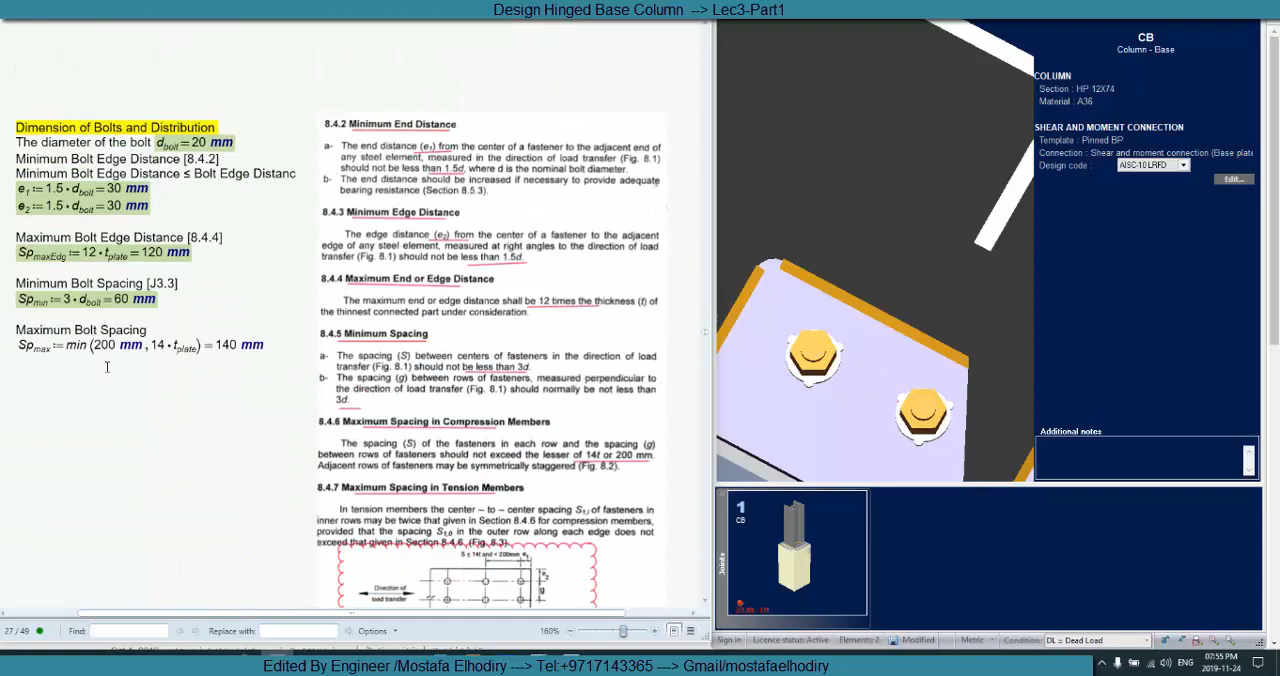 Design Hinged Base Column --> Lec3-Part1
Dimension of Bolts and Distribution
The diameter of the bolt d_bolt = 20 mm
Minimum Bolt Edge Distance [8.4.2]
Minimum Bolt Edge Distance ≤ Bolt Edge Distanc
e₁ := 1.5 • d_bolt = 30 mm
e₂ := 1.5 • d_bolt = 30 mm
Maximum Bolt Edge Distance [8.4.4]
Sp_maxEdg := 12 • t_plate = 120 mm
Minimum Bolt Spacing [J3.3]
Sp_min := 3 • d_bolt = 60 mm
Maximum Bolt Spacing
Sp_max := min (200 mm , 14 • t_plate) = 140 mm
8.4.2 Minimum End Distance
a- The end distance (e₁) from the center of a fastener to the adjacent end of
any steel element, measured in the direction of load transfer (Fig. 8.1)
should not be less than 1.5d, where d is the nominal bolt diameter.
b- The end distance should be increased if necessary to provide adequate
bearing resistance (Section 8.5.3).
8.4.3 Minimum Edge Distance
The edge distance (e₂) from the center of a fastener to the adjacent
edge of any steel element, measured at right angles to the direction of load
transfer (Fig. 8.1) should not be less than 1.5d.
8.4.4 Maximum End or Edge Distance
The maximum end or edge distance shall be 12 times the thickness (t) of
the thinnest connected part under consideration.
8.4.5 Minimum Spacing
a- The spacing (S) between centers of fasteners in the direction of load
transfer (Fig. 8.1) should not be less than 3d.
b- The spacing (g) between rows of fasteners, measured perpendicular to
the direction of load transfer (Fig. 8.1) should normally be not less than
3d.
8.4.6 Maximum Spacing in Compression Members
The spacing (S) of the fasteners in each row and the spacing (g)
between rows of fasteners should not exceed the lesser of 14t or 200 mm.
Adjacent rows of fasteners may be symmetrically staggered (Fig. 8.2).
8.4.7 Maximum Spacing in Tension Members
In tension members the center – to – center spacing S₁,i of fasteners in
inner rows may be twice that given in Section 8.4.6 for compression members,
provided that the spacing S₁,₀ in the outer row along each edge does not
exceed that given in Section 8.4.6 (Fig. 8.3)
S ≤ 14t and < 200mm e₁
Direction of
load transfer
e₂
g
CB
Column - Base
COLUMN
Section : HP 12X74
Material : A36
SHEAR AND MOMENT CONNECTION
Template : Pinned BP
Connection : Shear and moment connection (Base plate
Design code : AISC-10 LRFD
Edit...
Additional notes
Joints
1
CB
27 / 49
Find:
Replace with:
Options
160%
Sign in
Licence status: Active
Elements: 2
Modified
Metric
Condition:
DL = Dead Load
Edited By Engineer /Mostafa Elhodiry ---> Tel:+9717143365 ---> Gmail/mostafaelhodiry
ENG
07:55 PM
2019-11-24